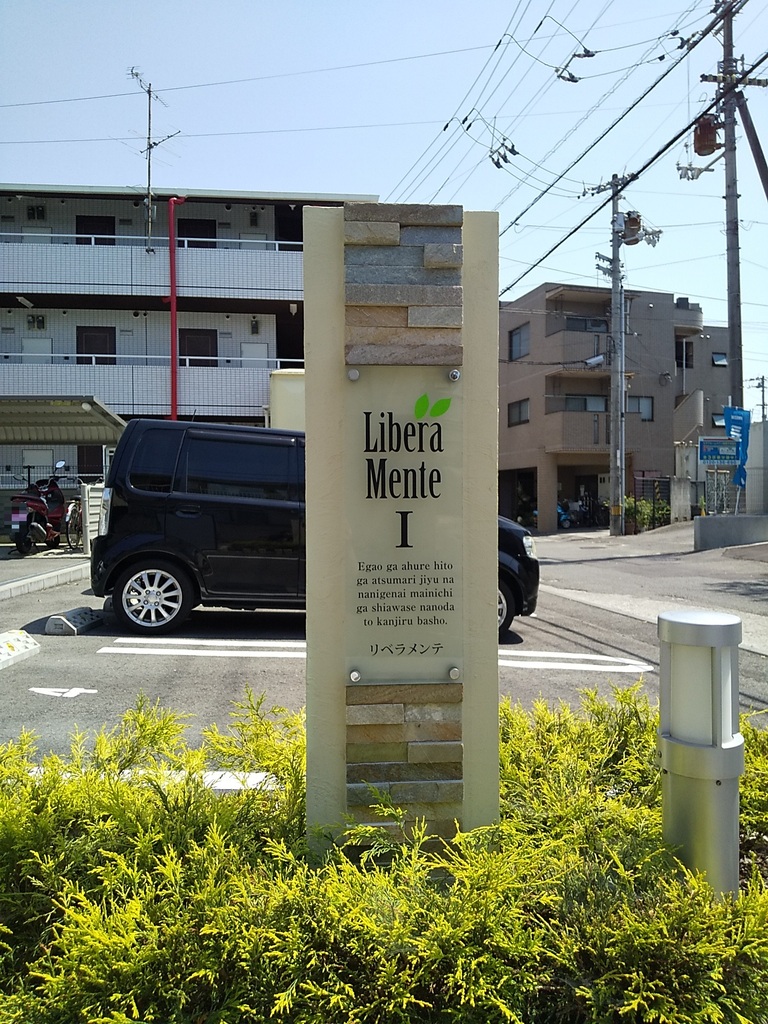 Libera
Mente
I
Egao ga ahure hito
ga atsumari jiyu na
nanigenai mainichi
ga shiawase nanoda
to kanjiru basho.
リベラメンテ
4